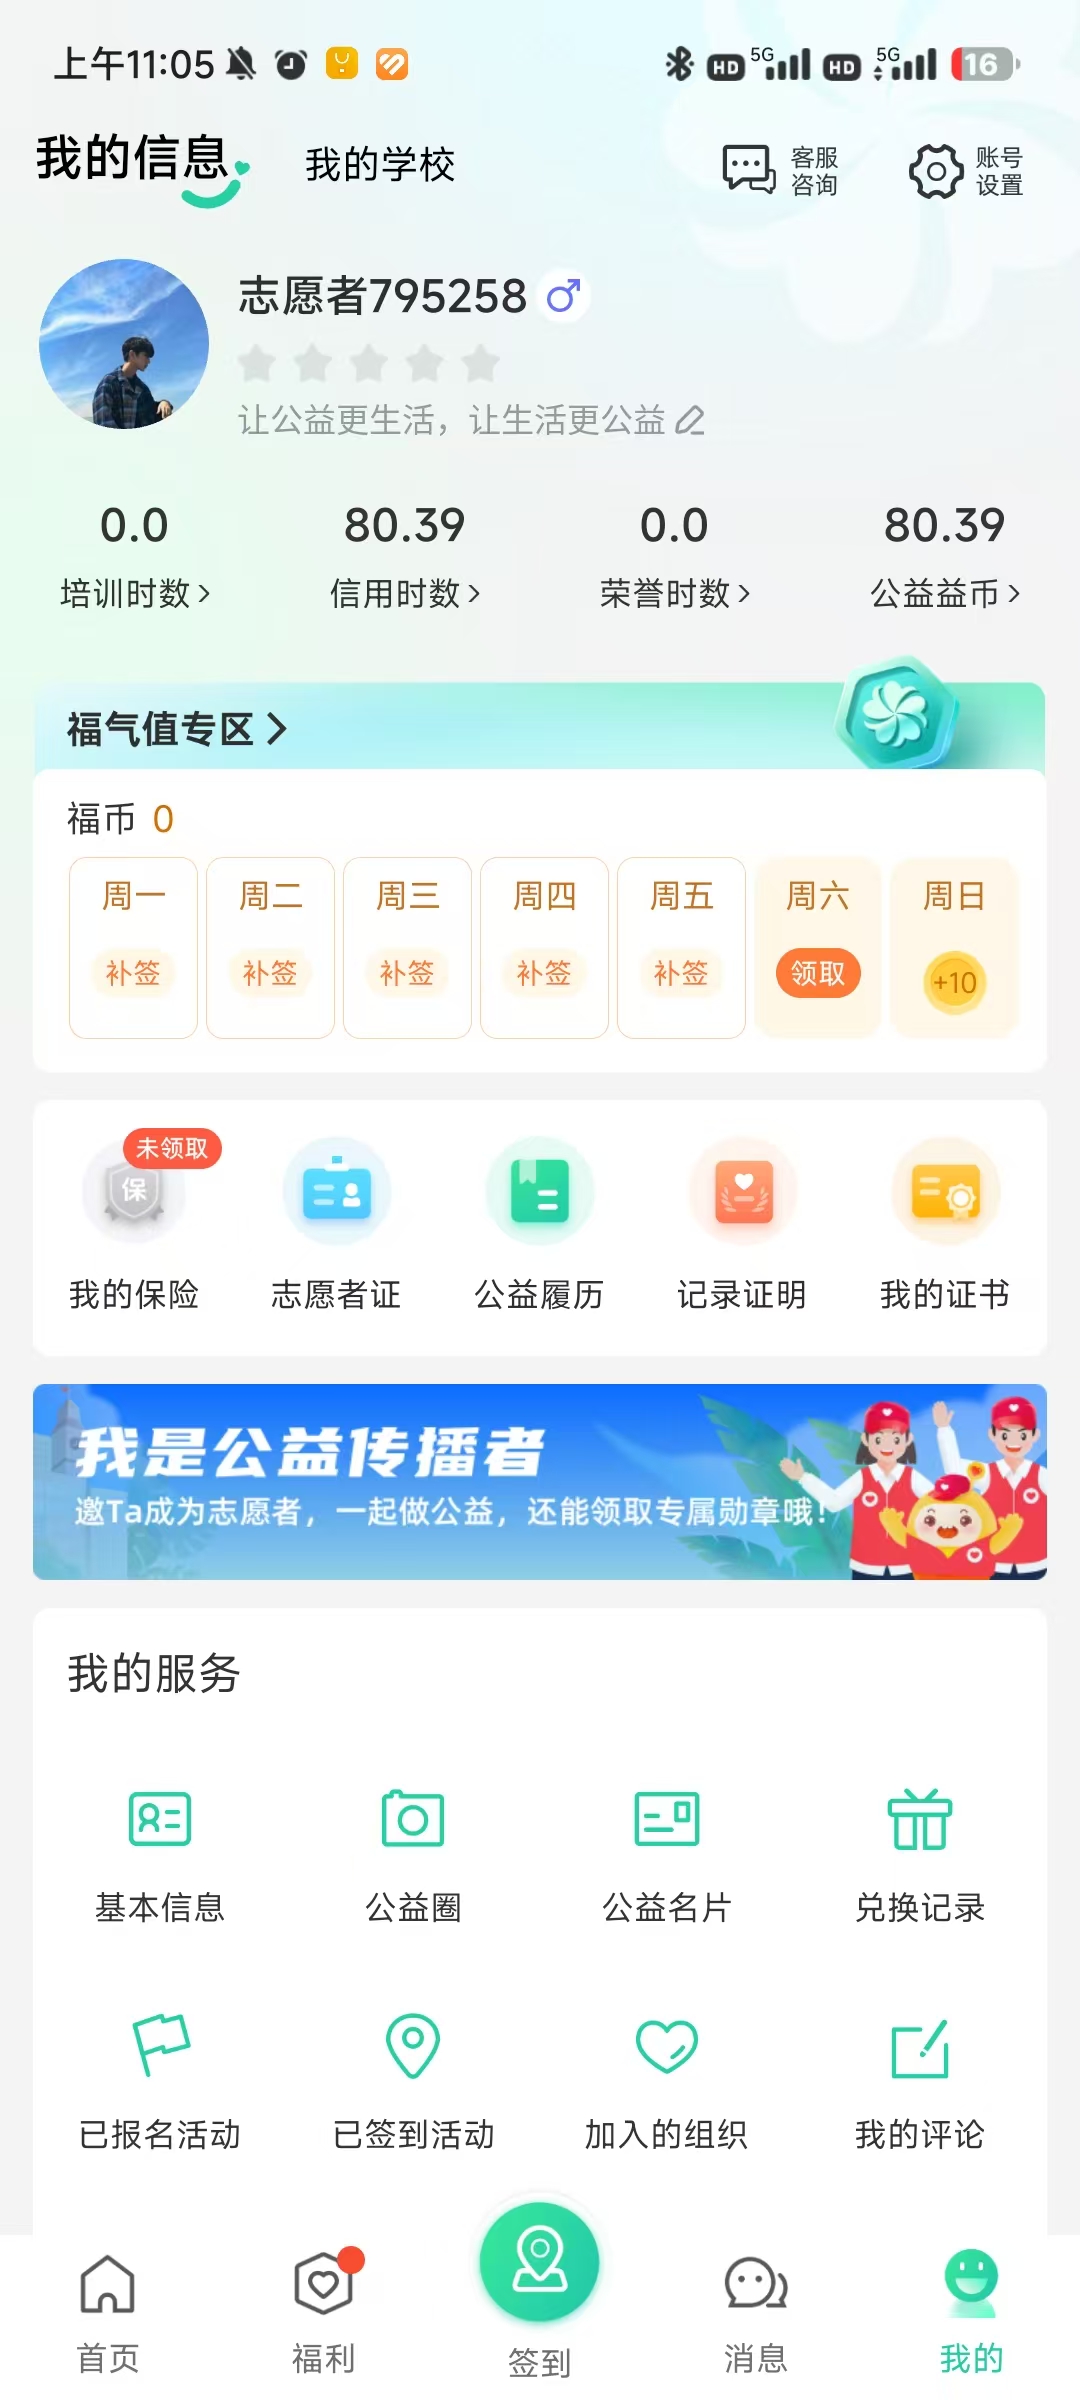 上午11:05 HD 5G HD 5G 16
我的信息 我的学校 客服咨询 账号设置
志愿者795258
让公益更生活，让生活更公益
0.0 80.39 0.0 80.39
培训时数 信用时数 荣誉时数 公益益币
福气值专区
福币 0
周一 周二 周三 周四 周五 周六 周日
补签 补签 补签 补签 补签 领取 +10
未领取
保
我的保险 志愿者证 公益履历 记录证明 我的证书
我是公益传播者
邀Ta成为志愿者，一起做公益，还能领取专属勋章哦！
我的服务
基本信息 公益圈 公益名片 兑换记录
已报名活动 已签到活动 加入的组织 我的评论
首页 福利 签到 消息 我的